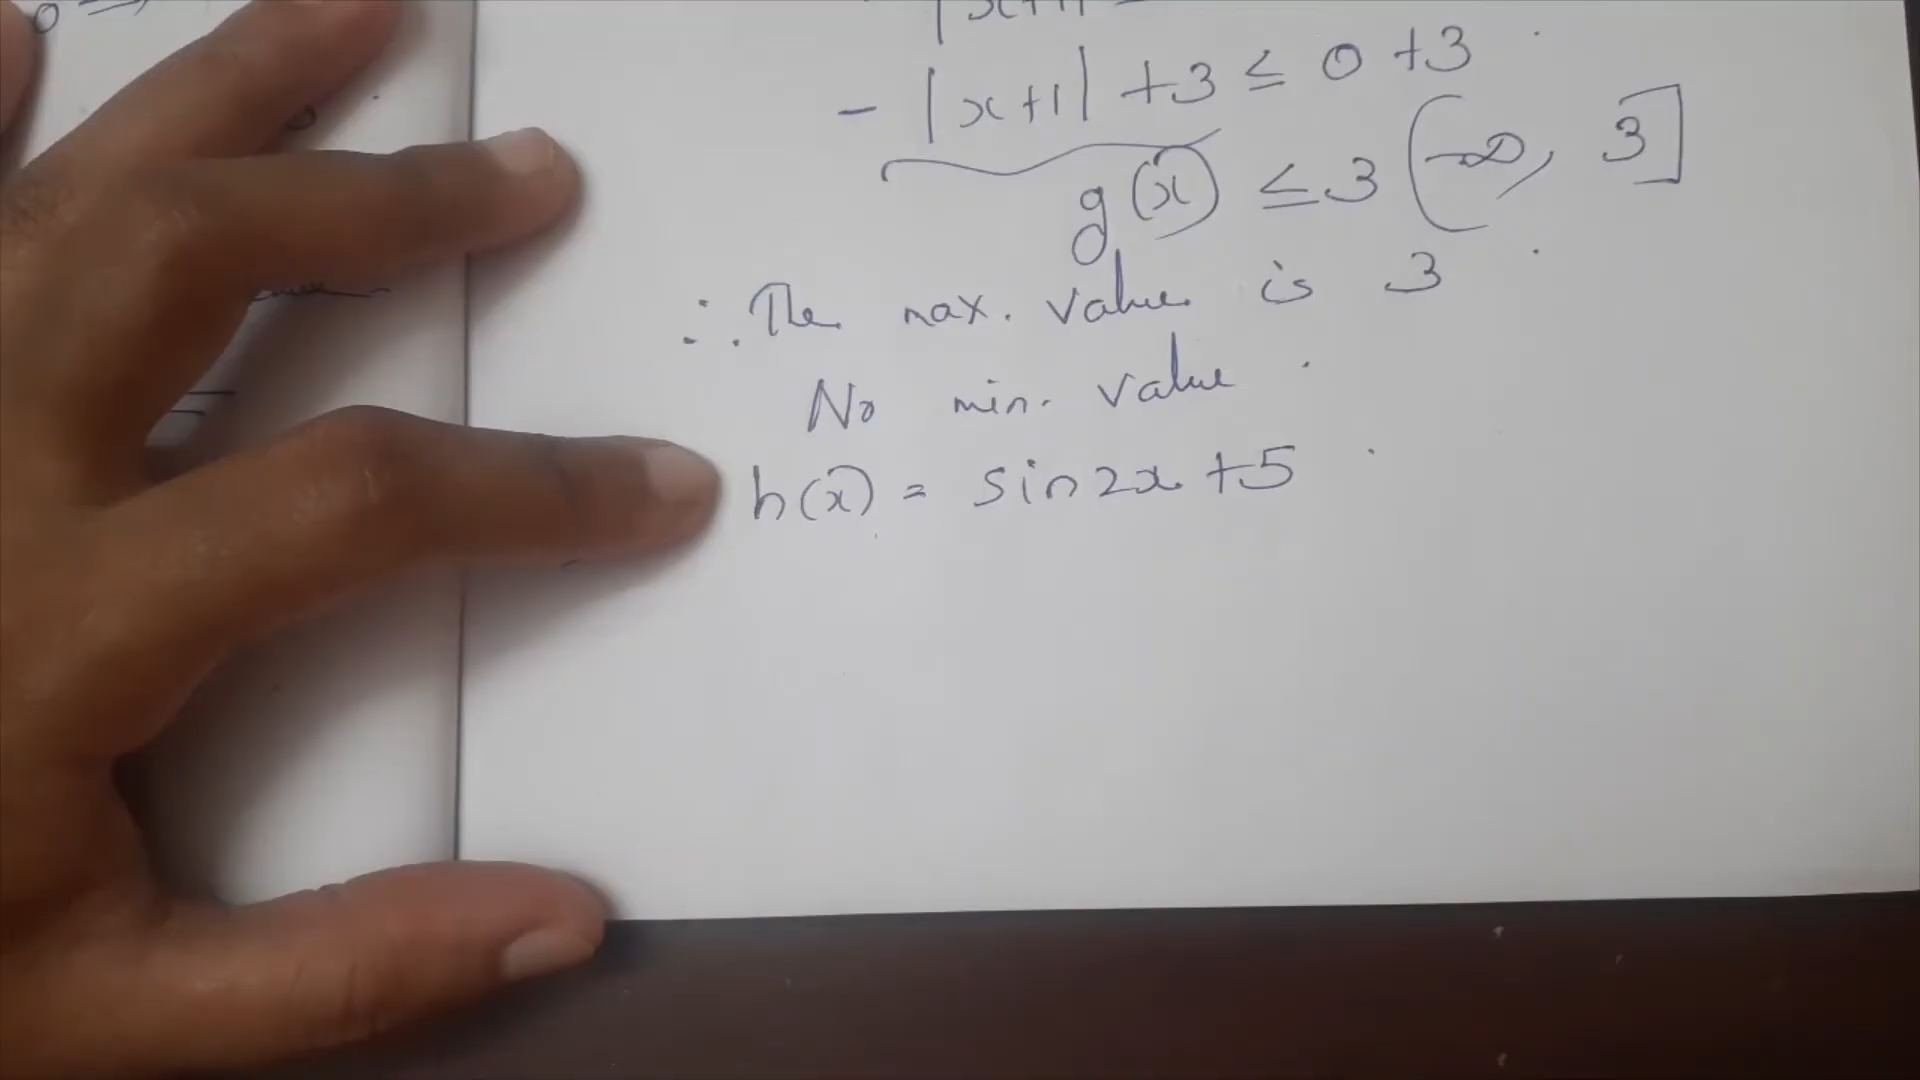 - |x+1| +3 ≤ 0 +3
g(x) ≤ 3 (-∞, 3]
∴ The max. value is 3
No min. value
h(x) = sin2x +5